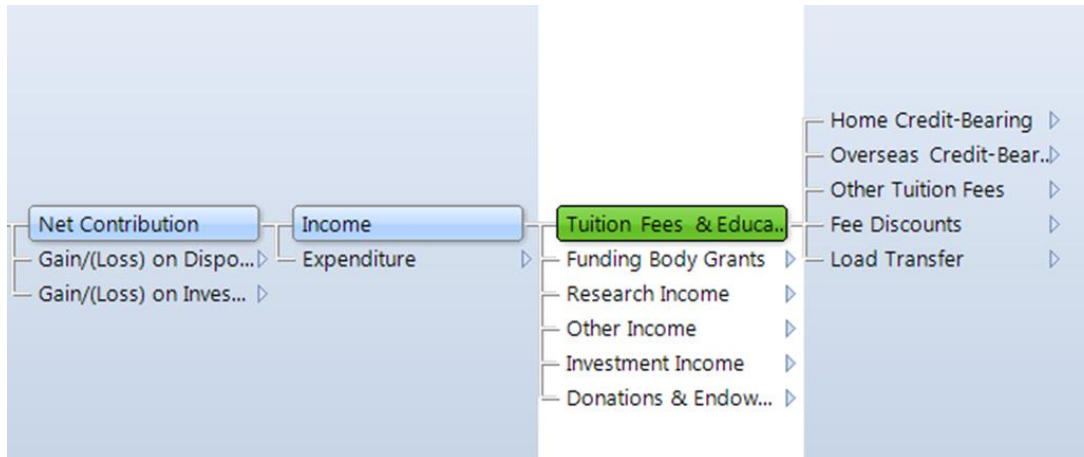 Net Contribution
Gain/(Loss) on Dispo...
Gain/(Loss) on Inves...
Income
Expenditure
Tuition Fees & Educa...
Funding Body Grants
Research Income
Other Income
Investment Income
Donations & Endow...
Home Credit-Bearing
Overseas Credit-Bear...
Other Tuition Fees
Fee Discounts
Load Transfer